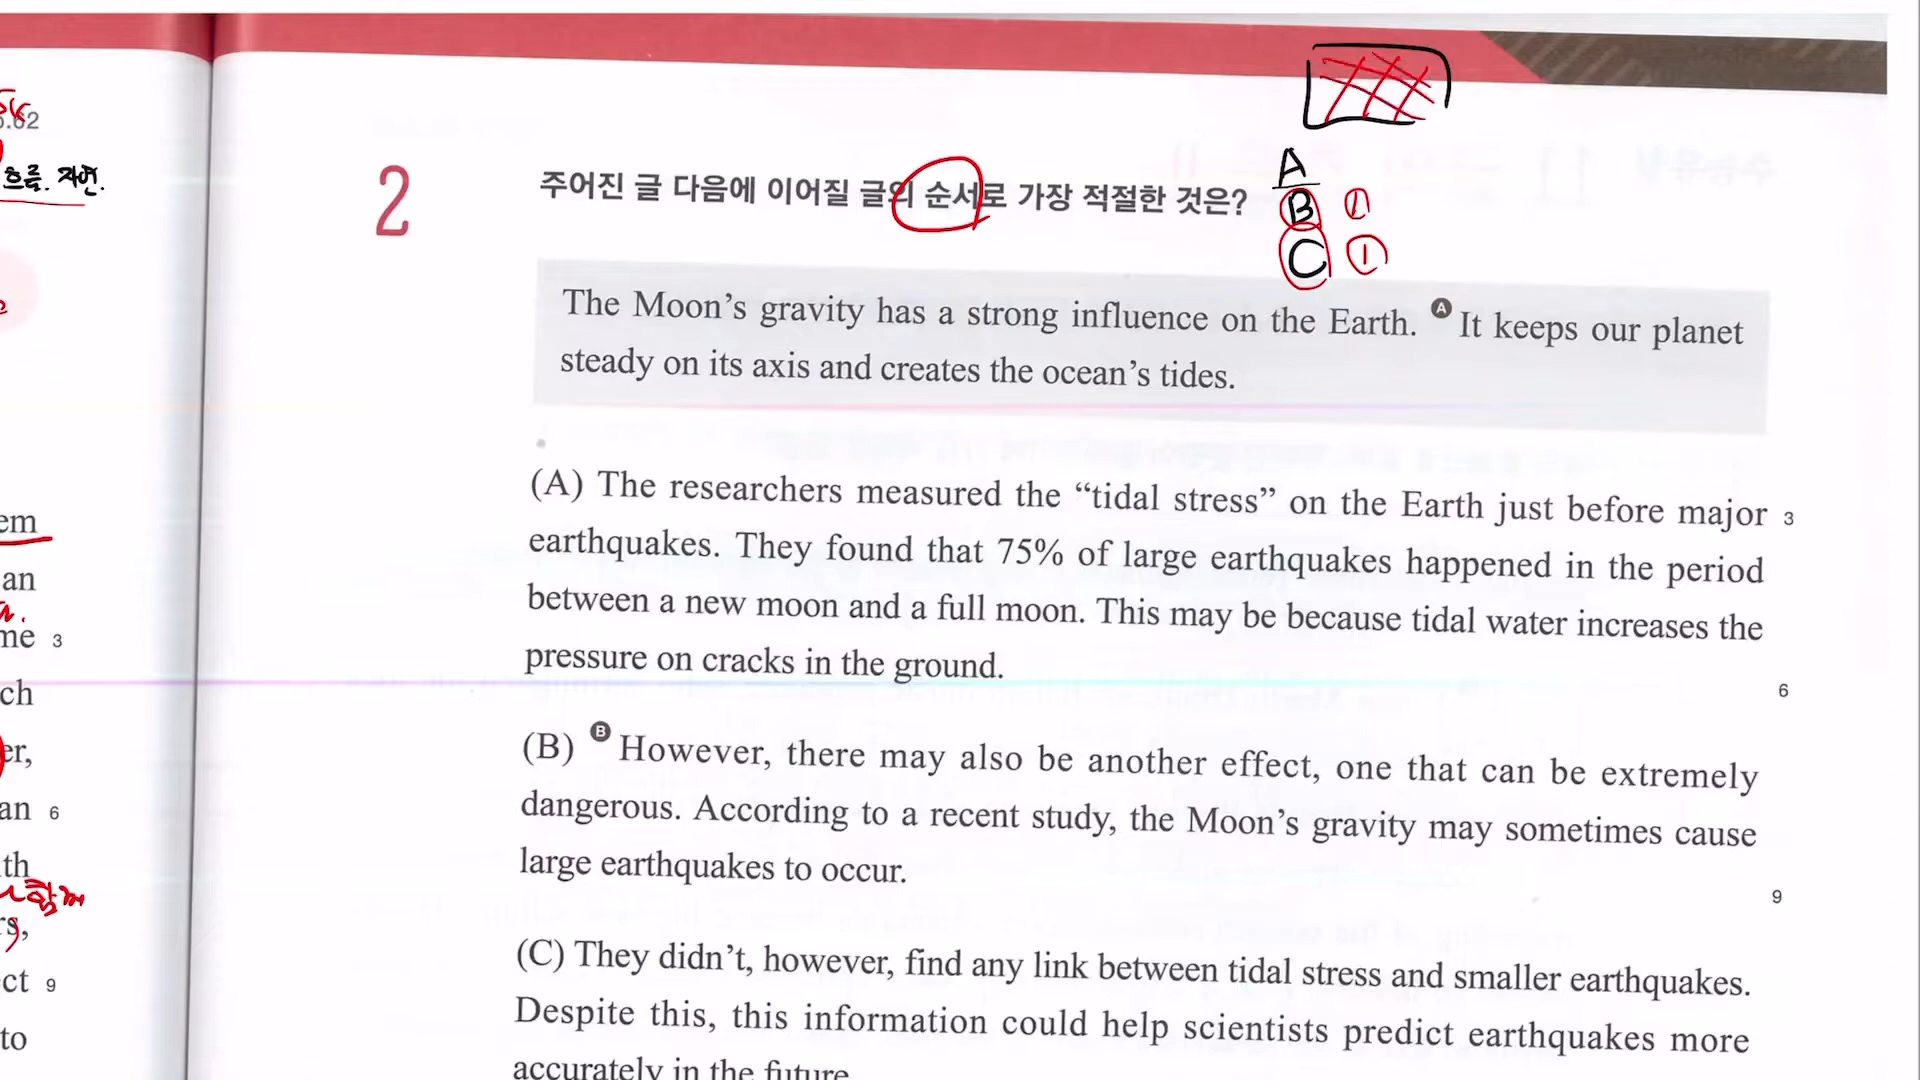 5.62
흐름. 자연.
2
주어진 글 다음에 이어질 글의 순서로 가장 적절한 것은?
A
B ①
C ①
The Moon's gravity has a strong influence on the Earth. Ⓐ It keeps our planet
steady on its axis and creates the ocean's tides.
(A) The researchers measured the “tidal stress” on the Earth just before major 3
earthquakes. They found that 75% of large earthquakes happened in the period
between a new moon and a full moon. This may be because tidal water increases the
pressure on cracks in the ground.
6
(B) Ⓑ However, there may also be another effect, one that can be extremely
dangerous. According to a recent study, the Moon's gravity may sometimes cause
large earthquakes to occur.
9
(C) They didn't, however, find any link between tidal stress and smaller earthquakes.
Despite this, this information could help scientists predict earthquakes more
accurately in the future.
em
an
me 3
ch
er,
an 6
th
함께
rs,
ct 9
to